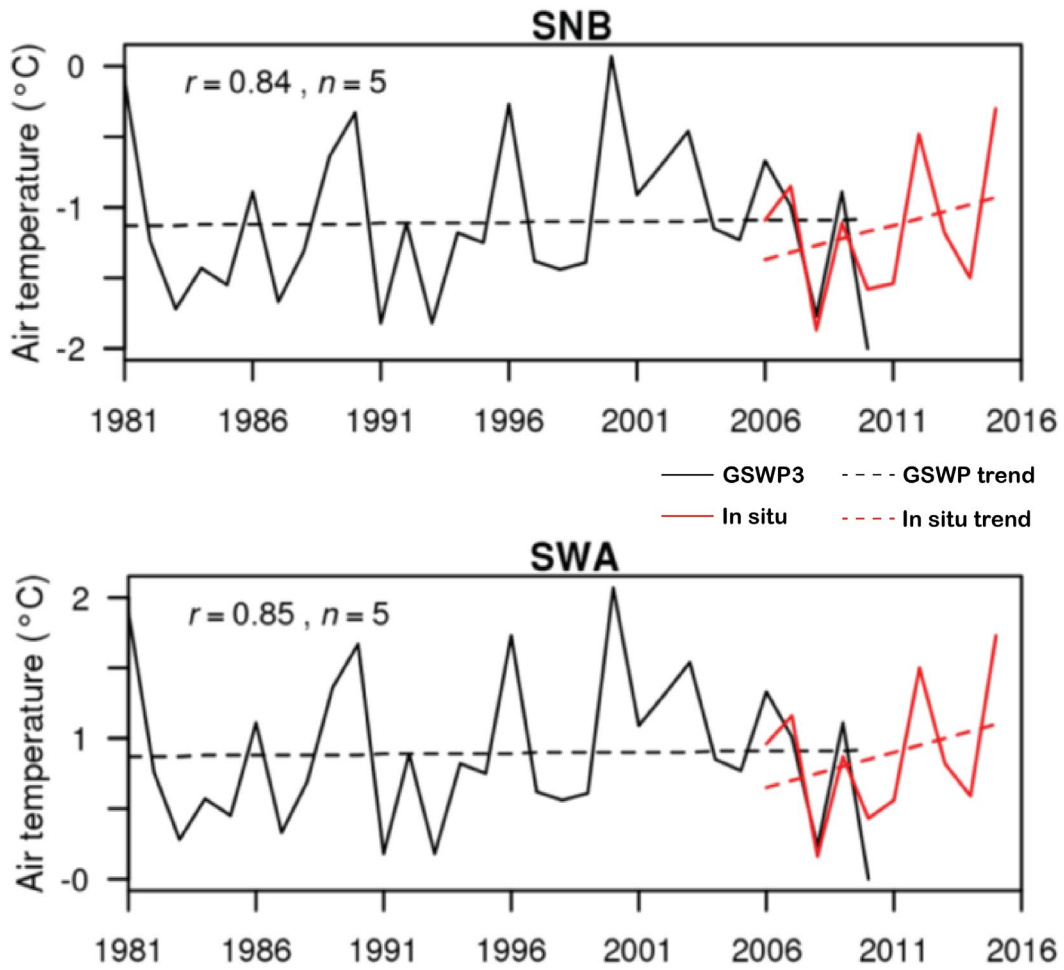 SNB
Air temperature (°C)
0
-1
-2
r = 0.84 , n = 5
1981 1986 1991 1996 2001 2006 2011 2016
GSWP3 GSWP trend
In situ In situ trend
SWA
Air temperature (°C)
2
1
-0
r = 0.85 , n = 5
1981 1986 1991 1996 2001 2006 2011 2016